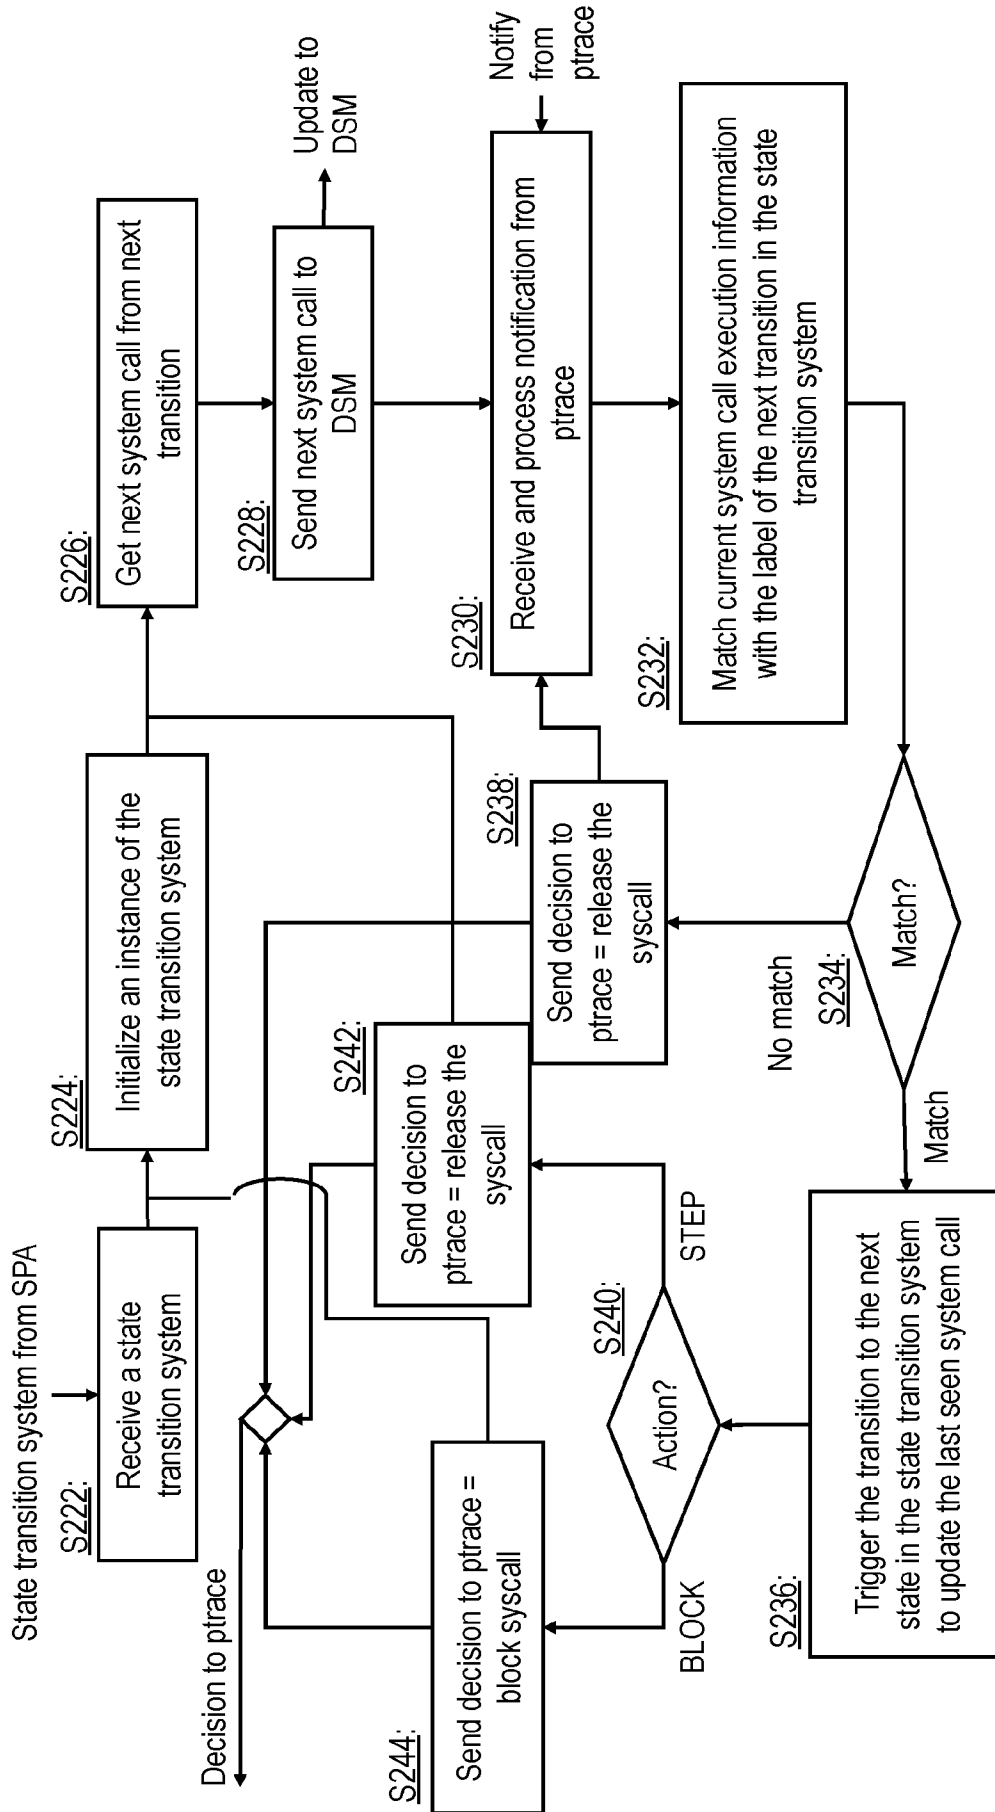 State transition system from SPA
S222:
Receive a state
transition system
S224:
Initialize an instance of the
state transition system
S226:
Get next system call from next
transition
S228:
Send next system call to
DSM
Update to
DSM
Decision to ptrace
S230:
Receive and process notification from
ptrace
Notify
from
ptrace
S232:
Match current system call execution information
with the label of the next transition in the state
transition system
S234:
Match?
No match
Match
S238:
Send decision to
ptrace = release the
syscall
S236:
Trigger the transition to the next
state in the state transition system
to update the last seen system call
S240:
Action?
STEP
BLOCK
S242:
Send decision to
ptrace = release the
syscall
S244:
Send decision to ptrace =
block syscall